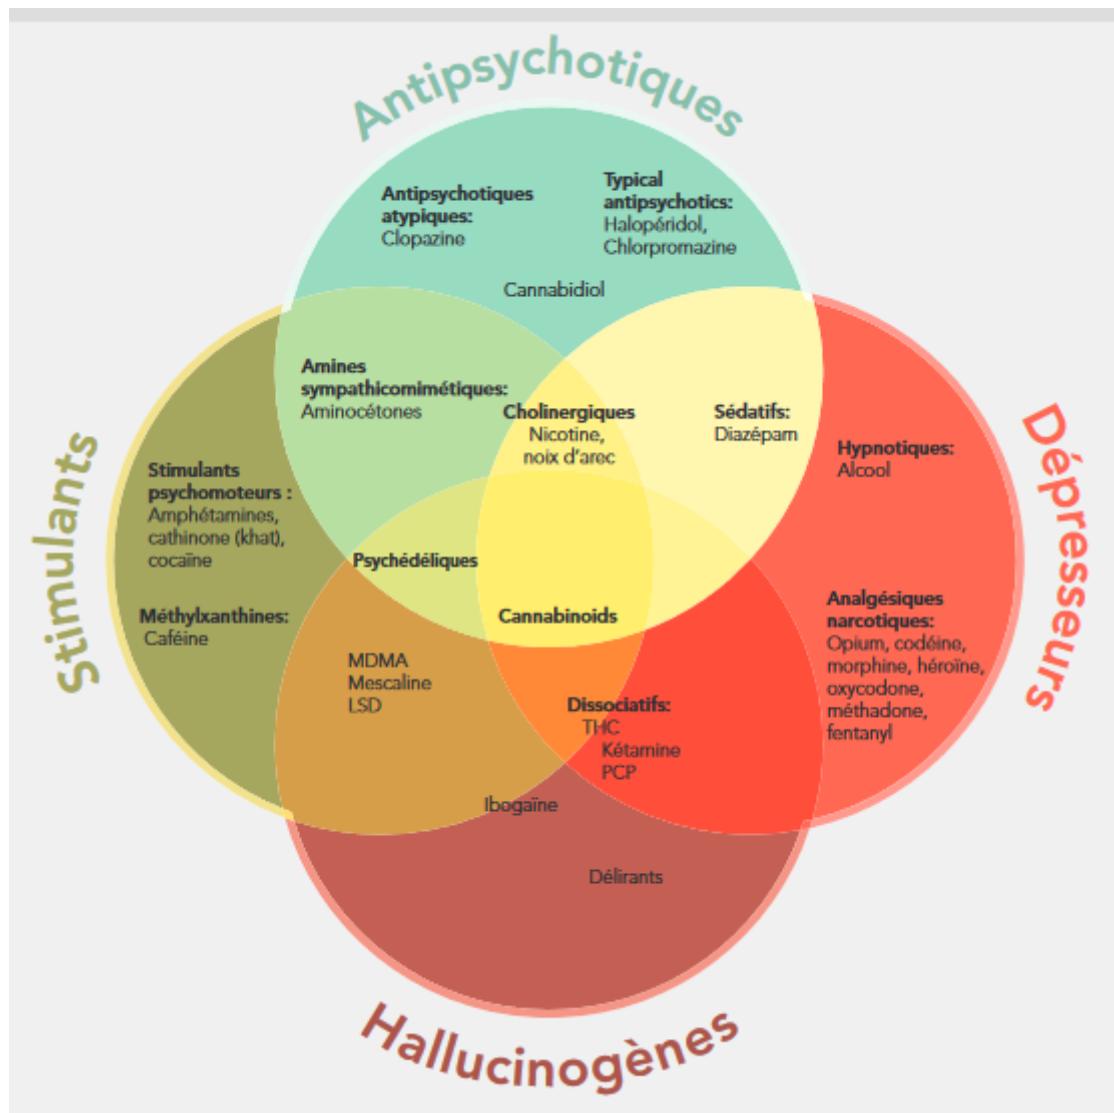 Antipsychotiques
Antipsychotiques
atypiques:
Clopazine
Typical
antipsychotics:
Halopéridol,
Chlorpromazine
Cannabidiol
Amines
sympathicomimétiques:
Aminocétones
Cholinergiques
Nicotine,
noix d'arec
Sédatifs:
Diazépam
Stimulants
Stimulants
psychomoteurs :
Amphétamines,
cathinone (khat),
cocaïne
Méthylxanthines:
Caféine
Dépresseurs
Hypnotiques:
Alcool
Analgésiques
narcotiques:
Opium, codéine,
morphine, héroïne,
oxycodone,
méthadone,
fentanyl
Psychédéliques
Cannabinoids
MDMA
Mescaline
LSD
Dissociatifs:
THC
Kétamine
PCP
Ibogaïne
Délirants
Hallucinogènes